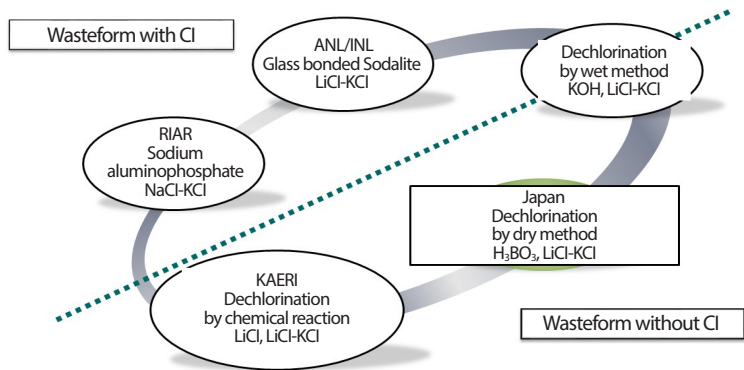 Wasteform with Cl
ANL/INL
Glass bonded Sodalite
LiCl-KCl
Dechlorination
by wet method
KOH, LiCl-KCl
RIAR
Sodium
aluminophosphate
NaCl-KCl
Japan
Dechlorination
by dry method
H₃BO₃, LiCl-KCl
KAERI
Dechlorination
by chemical reaction
LiCl, LiCl-KCl
Wasteform without Cl